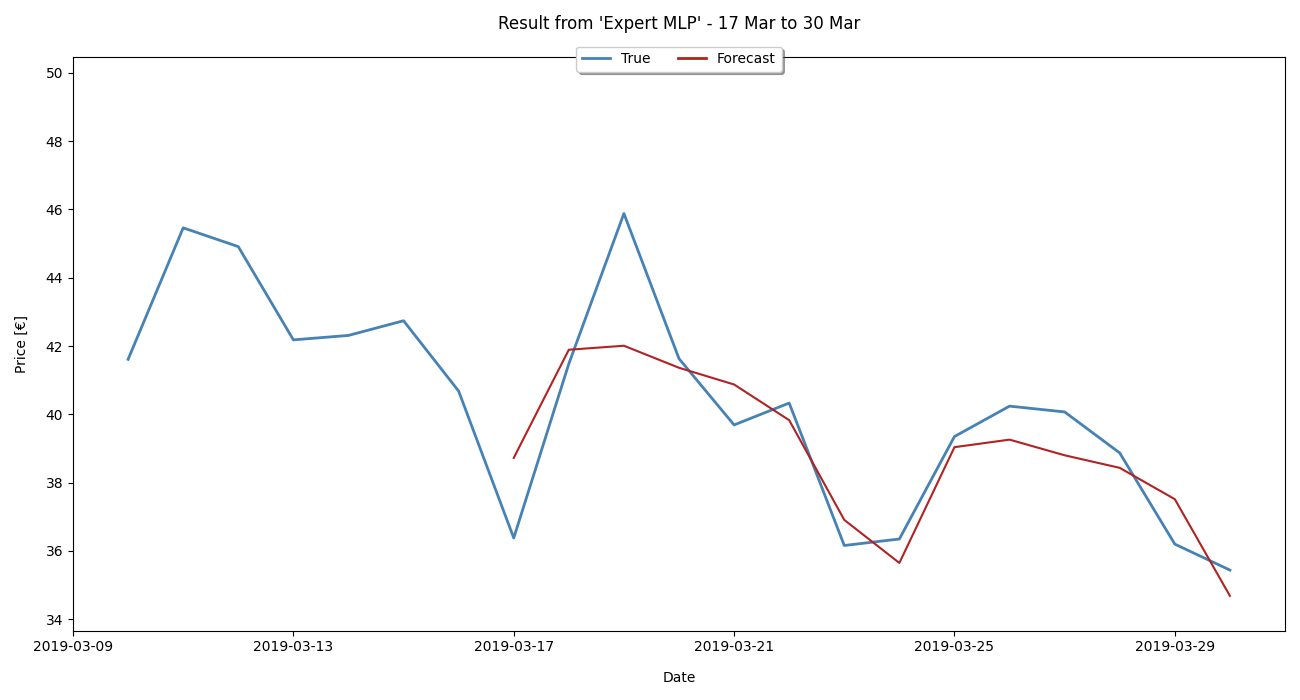 Result from 'Expert MLP' - 17 Mar to 30 Mar
True Forecast
50
48
46
44
42
40
38
36
34
Price [€]
2019-03-09 2019-03-13 2019-03-17 2019-03-21 2019-03-25 2019-03-29
Date